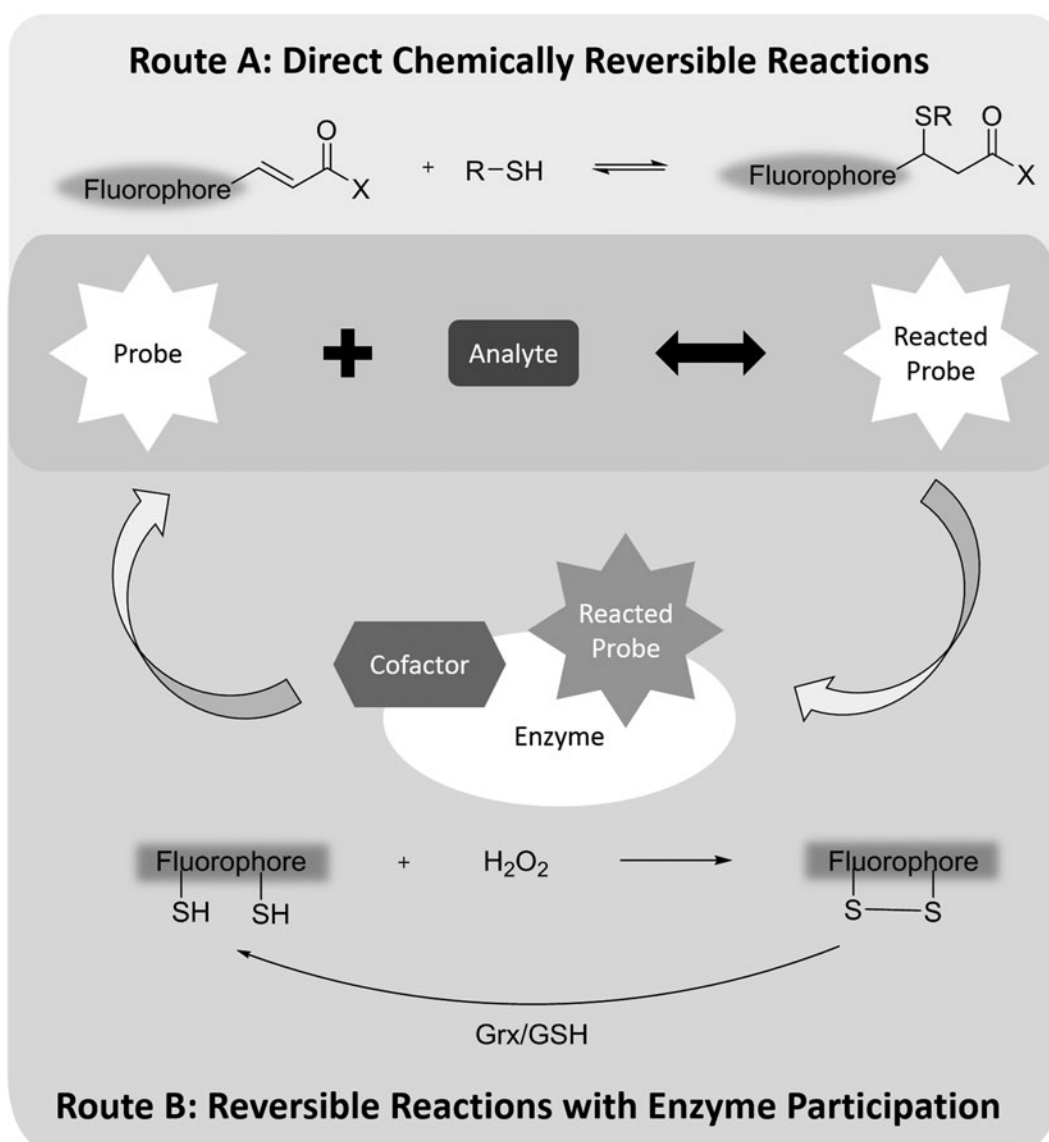 Route A: Direct Chemically Reversible Reactions
Fluorophore
O
X
+
R–SH
Fluorophore
SR
O
X
Probe
Analyte
Reacted
Probe
Cofactor
Reacted
Probe
Enzyme
Fluorophore
SH
SH
+
H₂O₂
Fluorophore
S
S
Grx/GSH
Route B: Reversible Reactions with Enzyme Participation